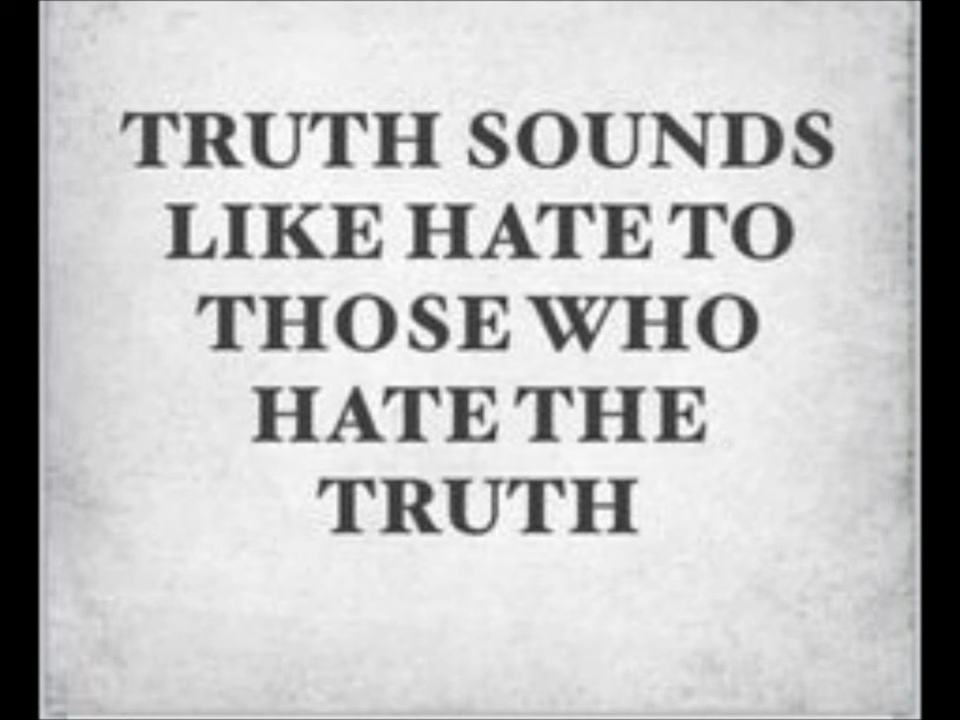 TRUTH SOUNDS
LIKE HATE TO
THOSE WHO
HATE THE
TRUTH